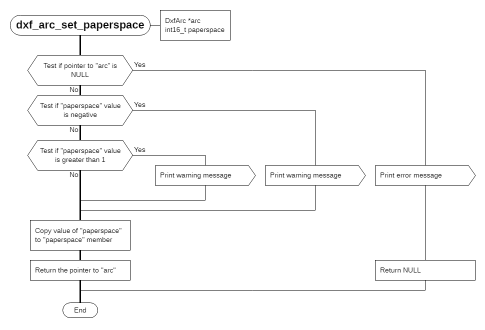 dxf_arc_set_paperspace
DxfArc *arc
int16_t paperspace
Test if pointer to "arc" is
NULL
Yes
No
Test if "paperspace" value
is negative
Yes
No
Test if "paperspace" value
is greater than 1
Yes
No
Print warning message
Print warning message
Print error message
Copy value of "paperspace"
to "paperspace" member
Return the pointer to "arc"
Return NULL
End